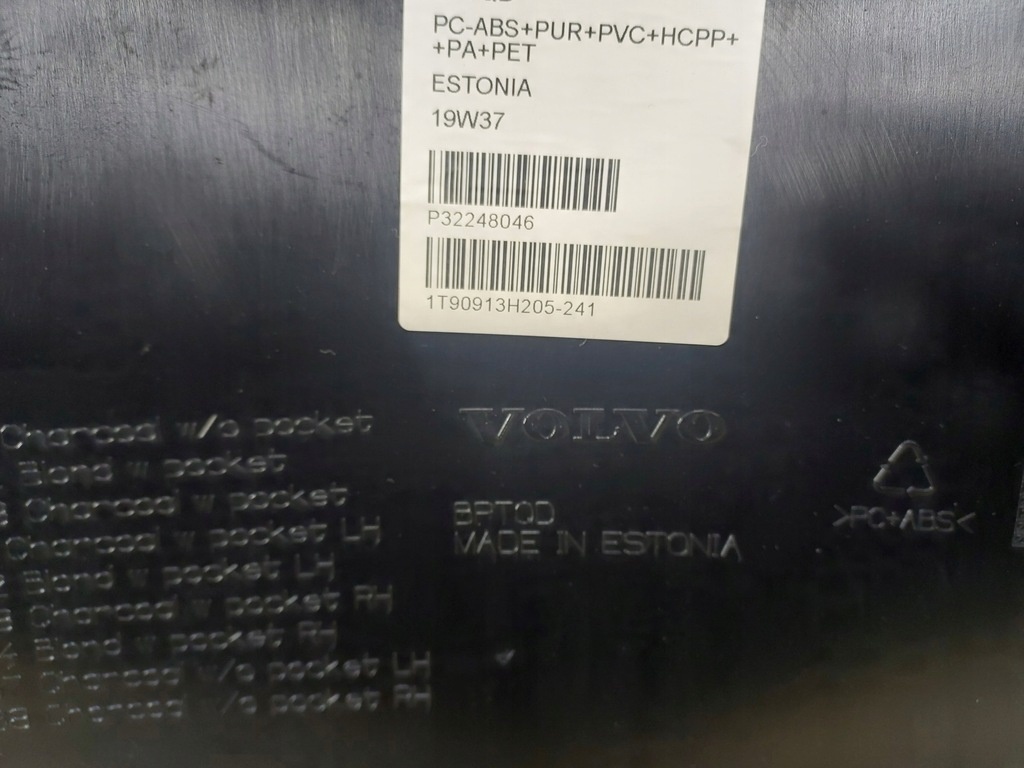 PC-ABS+PUR+PVC+HCPP+
+PA+PET
ESTONIA
19W37
P32248046
1T90913H205-241
VOLVO
BPTQD
MADE IN ESTONIA
>PC+ABS<
Charcoal w/o pocket
Blond w pocket
Charcoal w pocket
Charcoal w pocket LH
Blond w pocket LH
Charcoal w pocket RH
Blond w pocket RH
Charcoal w/o pocket LH
Charcoal w/o pocket RH